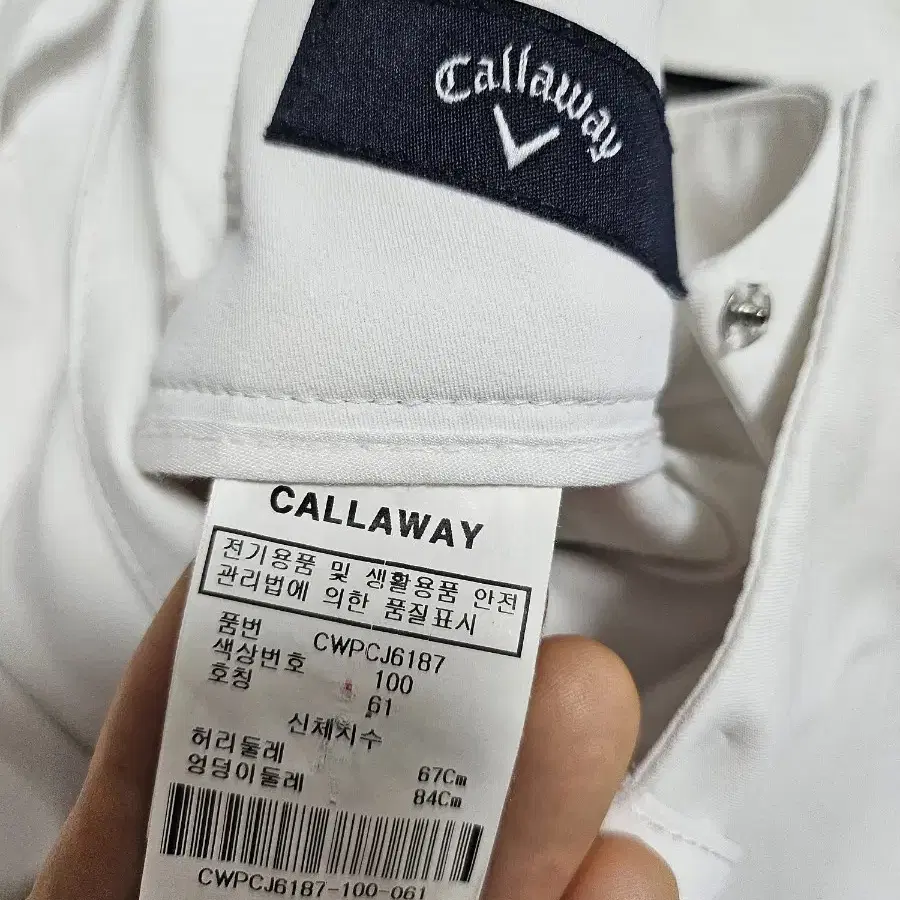 Callaway
CALLAWAY
전기용품 및 생활용품 안전
관리법에 의한 품질표시
품번 CWPCJ6187
색상번호 100
호칭 61
신체치수
허리둘레 67Cm
엉덩이둘레 84Cm
CWPCJ6187-100-061